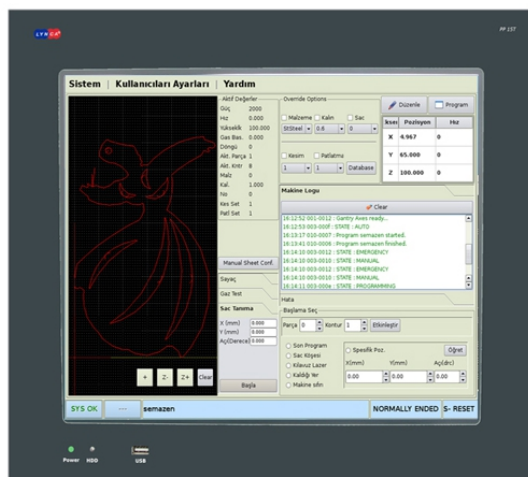 LYNCA
PP 15T
Sistem | Kullanıcıları Ayarları | Yardım
Aktif Değerler
Güç 2000
Hız 0.000
Yükseklik 100.000
Gas Bas. 0.000
Döngü 0
Akt. Parça 1
Akt. Kntr 8
Malz 0
Kal. 1.000
No 0
Kes Set 1
Patl Set 1
Manual Sheet Conf.
Sayaç
Gaz Test
Sac Tanıma
X (mm) 0.000
Y (mm) 0.000
Aç(Derece) 0.000
Başla
+ Z- Z+ Clear
Override Options
Malzeme Kalın Sac
StSteel 0.8 0
Kesim Patlatma
1 1 Database
Düzenle Program
Pozisyon Hız
X 4.967 0
Y 65.000 0
Z 100.000 0
Makine Logu
Clear
16:12:52 001-0012 : Gantry Axes ready...
16:12:53 003-000f : STATE : AUTO
16:13:17 010-0007 : Program semazen started.
16:13:41 010-0008 : Program semazen finished.
16:14:10 003-0012 : STATE : EMERGENCY
16:14:10 003-0010 : STATE : MANUAL
16:14:10 003-0012 : STATE : EMERGENCY
16:14:10 003-0010 : STATE : MANUAL
16:14:11 003-000e : STATE : PROGRAMMING
Hata
Başlama Seç
Parça 0 Kontur 1 Etkinleştir
Son Program
Sac Köşesi
Kılavuz Lazer
Kaldığı Yer
Makine sıfırı
Spesifik Poz. Öğret
X(mm) Y(mm) Açı(drc)
0.00 0.00 0.00
SYS OK --- semazen NORMALLY ENDED S- RESET
Power HDD USB